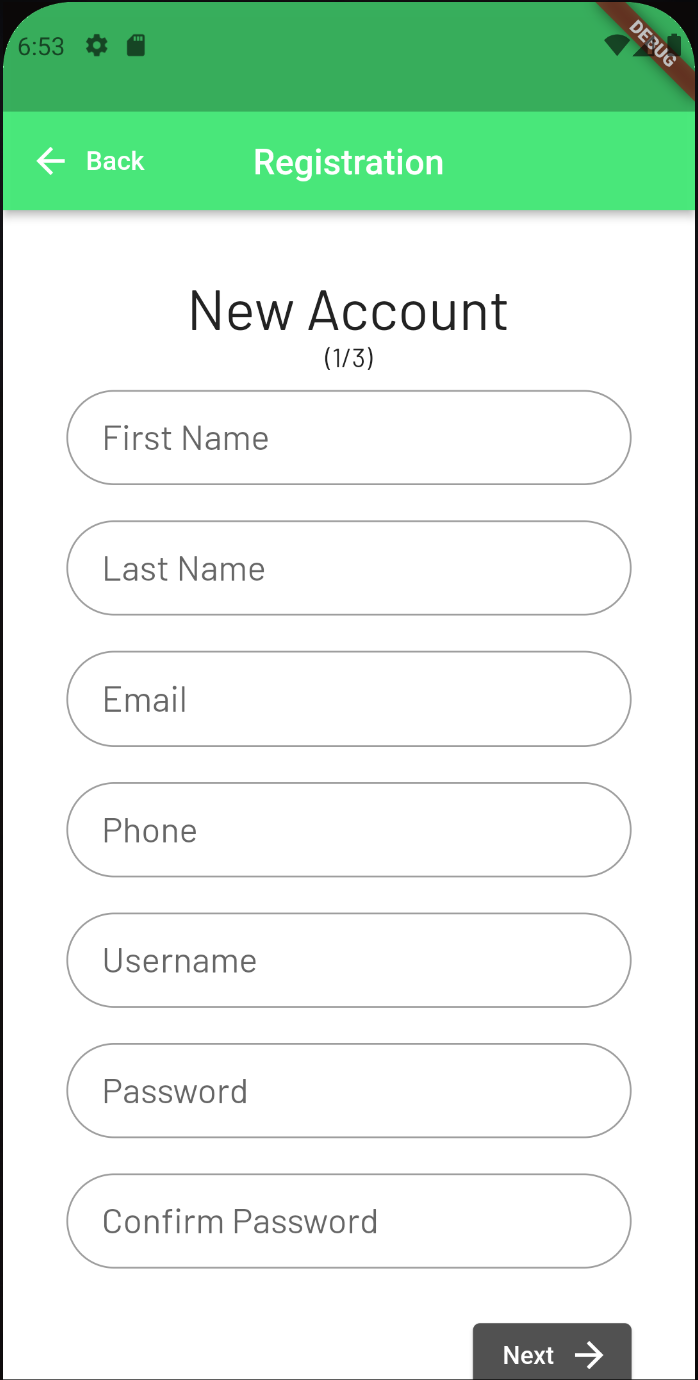 6:53
DEBUG
Back
Registration
New Account
(1/3)
First Name
Last Name
Email
Phone
Username
Password
Confirm Password
Next